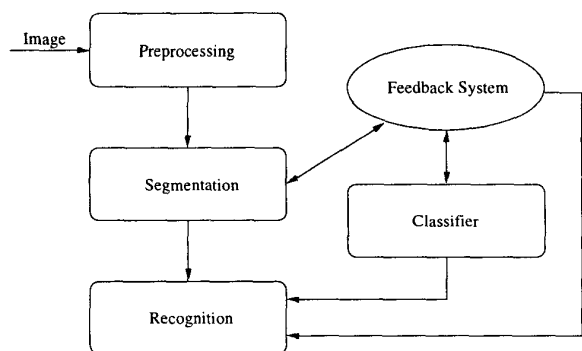 Image
Preprocessing
Feedback System
Segmentation
Classifier
Recognition